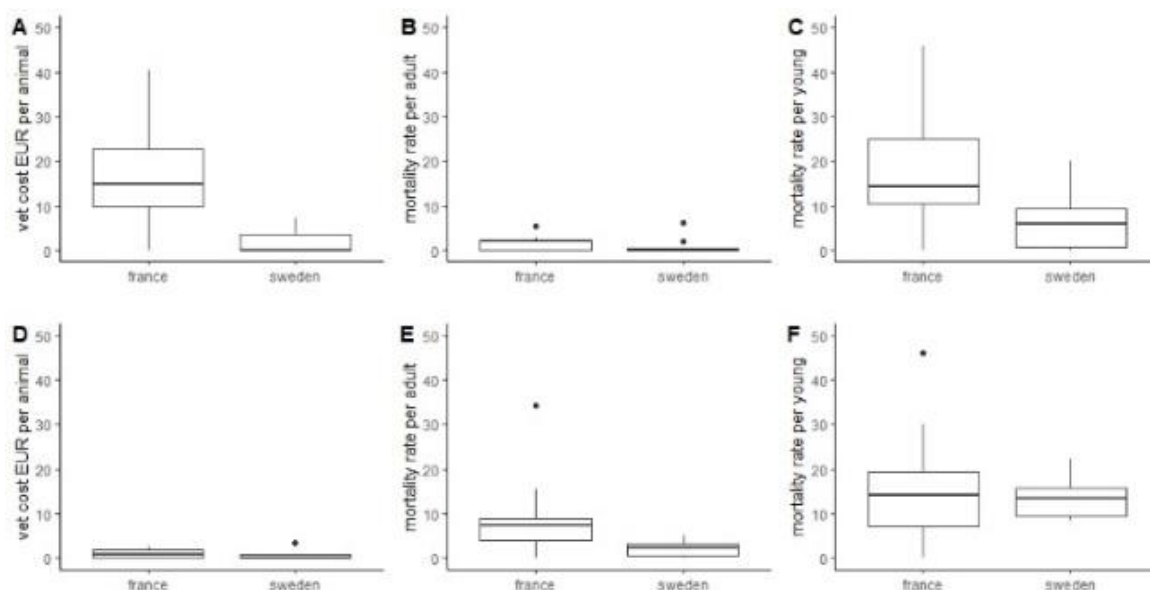 A
vet cost EUR per animal
50
40
30
20
10
0
france
sweden
B
mortality rate per adult
50
40
30
20
10
0
france
sweden
C
mortality rate per young
50
40
30
20
10
0
france
sweden
D
vet cost EUR per animal
50
40
30
20
10
0
france
sweden
E
mortality rate per adult
50
40
30
20
10
0
france
sweden
F
mortality rate per young
50
40
30
20
10
0
france
sweden